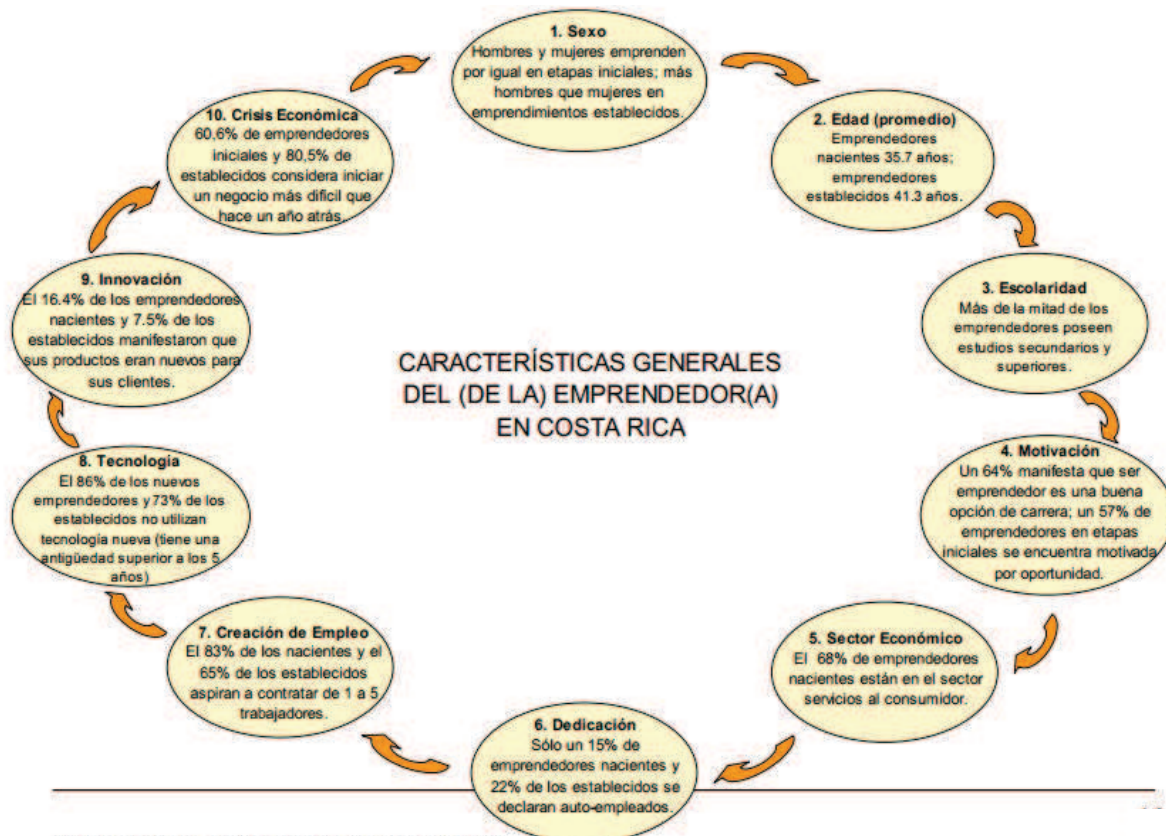 1. Sexo
Hombres y mujeres emprenden
por igual en etapas iniciales; más
hombres que mujeres en
emprendimientos establecidos.
2. Edad (promedio)
Emprendedores
nacientes 35.7 años;
emprendedores
establecidos 41.3 años.
3. Escolaridad
Más de la mitad de los
emprendedores poseen
estudios secundarios y
superiores.
4. Motivación
Un 64% manifesta que ser
emprendedor es una buena
opción de carrera; un 57% de
emprendedores en etapas
iniciales se encuentra motivada
por oportunidad.
5. Sector Económico
El 68% de emprendedores
nacientes están en el sector
servicios al consumidor.
6. Dedicación
Sólo un 15% de
emprendedores nacientes y
22% de los establecidos se
declaran auto-empleados.
7. Creación de Empleo
El 83% de los nacientes y el
65% de los establecidos
aspiran a contratar de 1 a 5
trabajadores.
8. Tecnología
El 86% de los nuevos
emprendedores y 73% de los
establecidos no utilizan
tecnología nueva (tiene una
antigüedad superior a los 5
años)
9. Innovación
El 16.4% de los emprendedores
nacientes y 7.5% de los
establecidos manifestaron que
sus productos eran nuevos para
sus clientes.
10. Crisis Económica
60,6% de emprendedores
iniciales y 80,5% de
establecidos considera iniciar
un negocio más difícil que
hace un año atrás.
CARACTERÍSTICAS GENERALES
DEL (DE LA) EMPRENDEDOR(A)
EN COSTA RICA